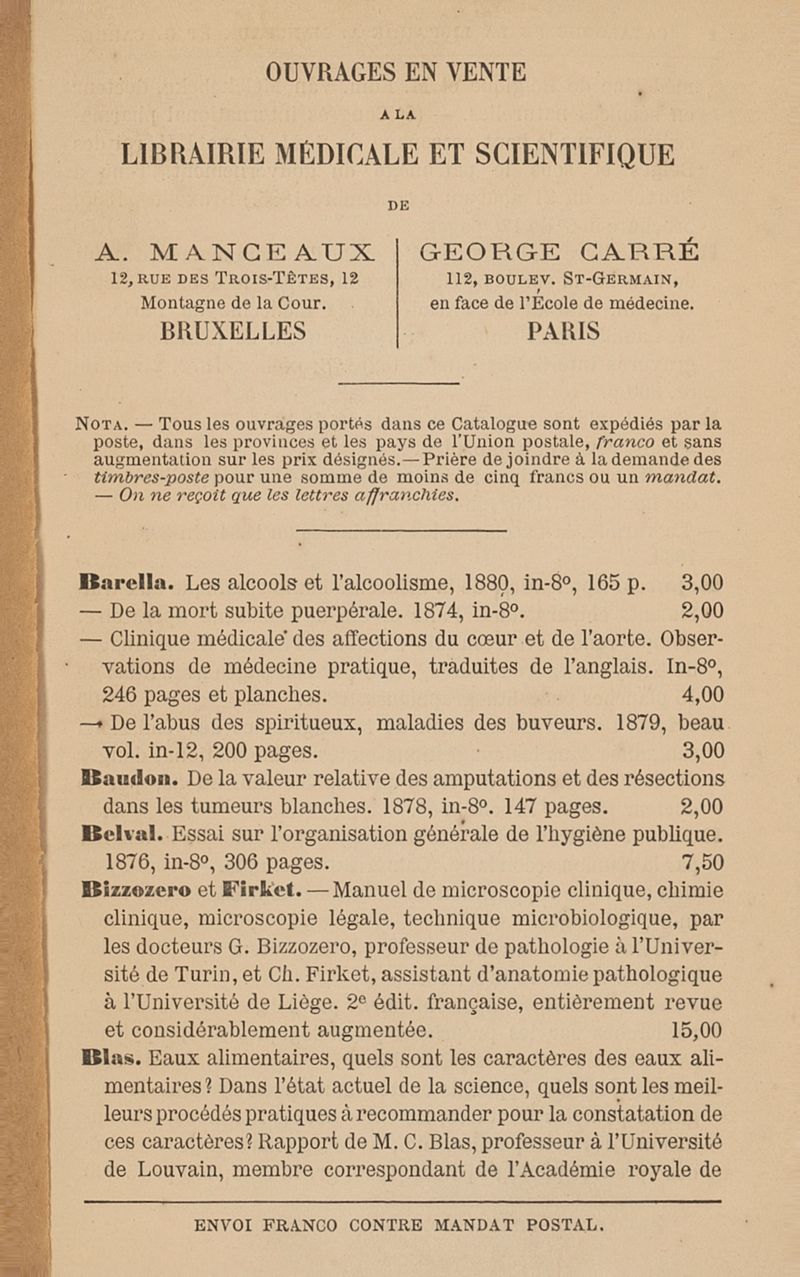 OUVRAGES EN VENTE
A LA
LIBRAIRIE MÉDICALE ET SCIENTIFIQUE
DE
A. MANCEAUX
12, RUE DES TROIS-TÊTES, 12
Montagne de la Cour.
BRUXELLES
GEORGE CARRÉ
112, BOULEV. ST-GERMAIN,
en face de l'École de médecine.
PARIS
NOTA. — Tous les ouvrages portés dans ce Catalogue sont expédiés par la
poste, dans les provinces et les pays de l'Union postale, franco et sans
augmentation sur les prix désignés. — Prière de joindre à la demande des
timbres-poste pour une somme de moins de cinq francs ou un mandat.
— On ne reçoit que les lettres affranchies.
Barella. Les alcools et l'alcoolisme, 1880, in-8º, 165 p. 3,00
— De la mort subite puerpérale. 1874, in-8º. 2,00
— Clinique médicale des affections du cœur et de l'aorte. Obser-
vations de médecine pratique, traduites de l'anglais. In-8º,
246 pages et planches. 4,00
— De l'abus des spiritueux, maladies des buveurs. 1879, beau
vol. in-12, 200 pages. 3,00
Baudon. De la valeur relative des amputations et des résections
dans les tumeurs blanches. 1878, in-8º. 147 pages. 2,00
Belval. Essai sur l'organisation générale de l'hygiène publique.
1876, in-8º, 306 pages. 7,50
Bizzozero et Firket. — Manuel de microscopie clinique, chimie
clinique, microscopie légale, technique microbiologique, par
les docteurs G. Bizzozero, professeur de pathologie à l'Univer-
sité de Turin, et Ch. Firket, assistant d'anatomie pathologique
à l'Université de Liège. 2e édit. française, entièrement revue
et considérablement augmentée. 15,00
Blas. Eaux alimentaires, quels sont les caractères des eaux ali-
mentaires? Dans l'état actuel de la science, quels sont les meil-
leurs procédés pratiques à recommander pour la constatation de
ces caractères? Rapport de M. C. Blas, professeur à l'Université
de Louvain, membre correspondant de l'Académie royale de
ENVOI FRANCO CONTRE MANDAT POSTAL.